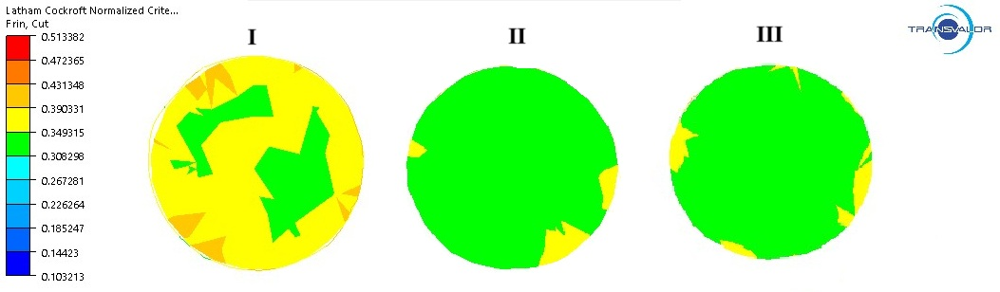 Latham Cockroft Normalized Crite...
Frin, Cut
I
II
III
TRANSVALOR
0.513382
0.472365
0.431348
0.390331
0.349315
0.308298
0.267281
0.226264
0.185247
0.14423
0.103213